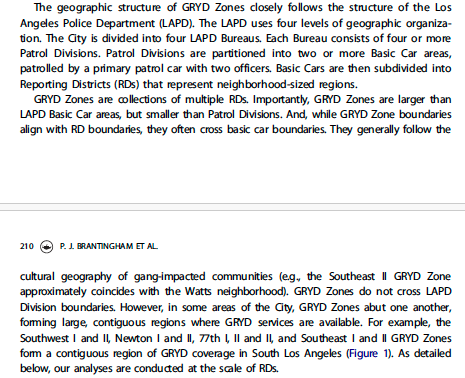 The geographic structure of GRYD Zones closely follows the structure of the Los
Angeles Police Department (LAPD). The LAPD uses four levels of geographic organiza-
tion. The City is divided into four LAPD Bureaus. Each Bureau consists of four or more
Patrol Divisions. Patrol Divisions are partitioned into two or more Basic Car areas,
patrolled by a primary patrol car with two officers. Basic Cars are then subdivided into
Reporting Districts (RDs) that represent neighborhood-sized regions.
GRYD Zones are collections of multiple RDs. Importantly, GRYD Zones are larger than
LAPD Basic Car areas, but smaller than Patrol Divisions. And, while GRYD Zone boundaries
align with RD boundaries, they often cross basic car boundaries. They generally follow the
210 P. J. BRANTINGHAM ET AL.
cultural geography of gang-impacted communities (e.g., the Southeast II GRYD Zone
approximately coincides with the Watts neighborhood). GRYD Zones do not cross LAPD
Division boundaries. However, in some areas of the City, GRYD Zones abut one another,
forming large, contiguous regions where GRYD services are available. For example, the
Southwest I and II, Newton I and II, 77th I, II and II, and Southeast I and II GRYD Zones
form a contiguous region of GRYD coverage in South Los Angeles (Figure 1). As detailed
below, our analyses are conducted at the scale of RDs.